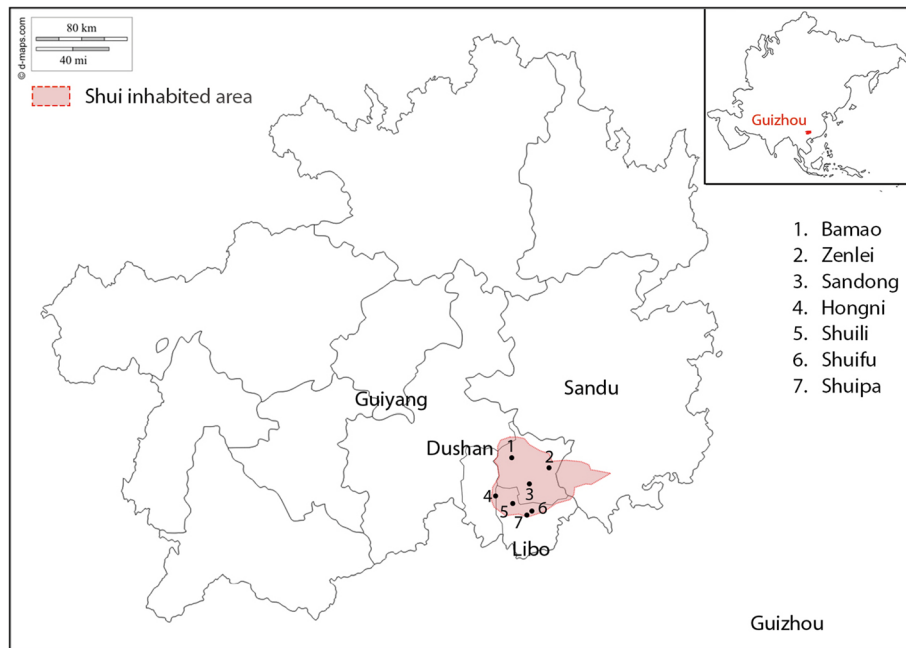 80 km
40 mi
© d-maps.com
Shui inhabited area
Guizhou
1. Bamao
2. Zenlei
3. Sandong
4. Hongni
5. Shuili
6. Shuifu
7. Shuipa
Sandu
Guiyang
Dushan
1
2
3
4
5
6
7
Libo
Guizhou